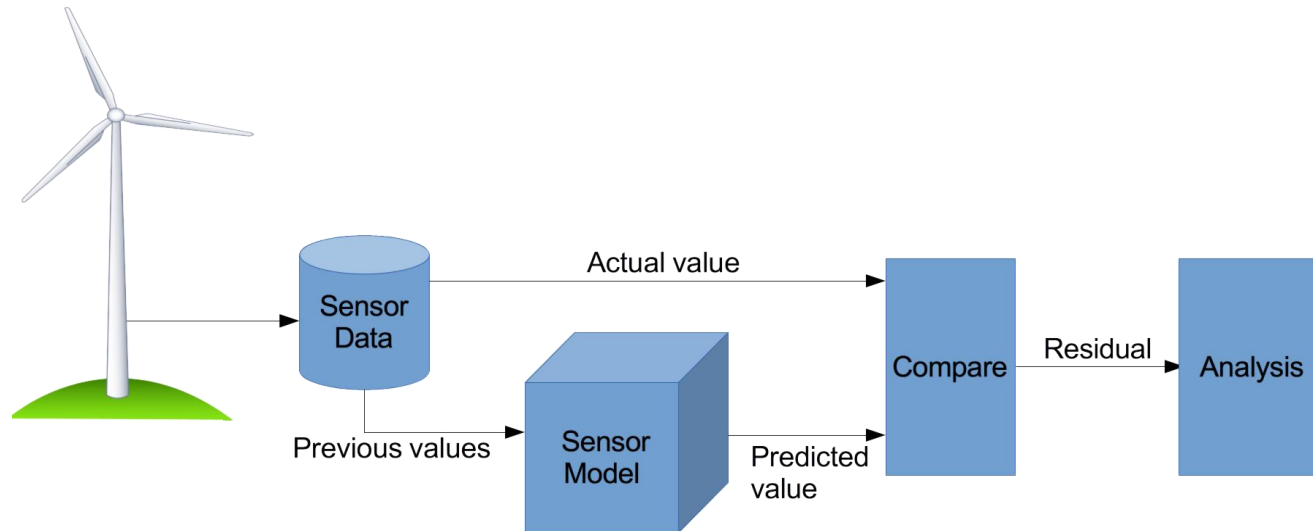 Actual value
Sensor
Data
Compare
Residual
Analysis
Previous values
Sensor
Model
Predicted
value